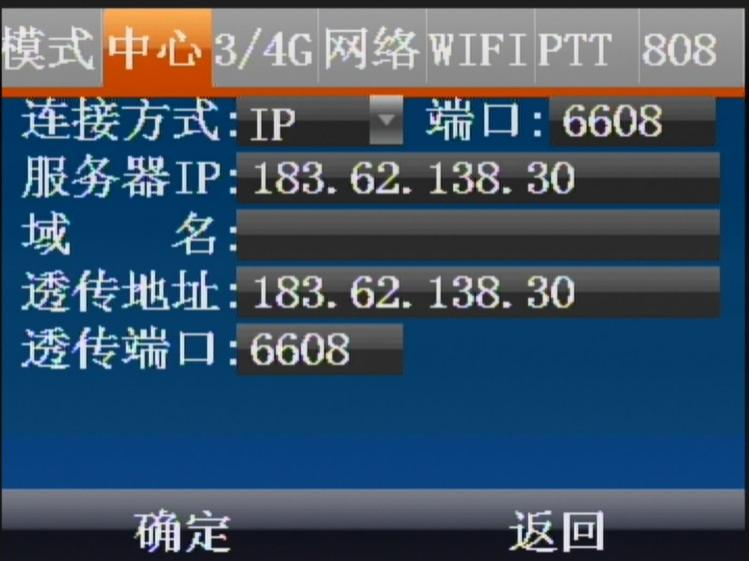 模式 中心 3/4G 网络 WIFI PTT 808
连接方式: IP 端口: 6608
服务器IP: 183.62.138.30
域 名:
透传地址: 183.62.138.30
透传端口: 6608
确定 返回